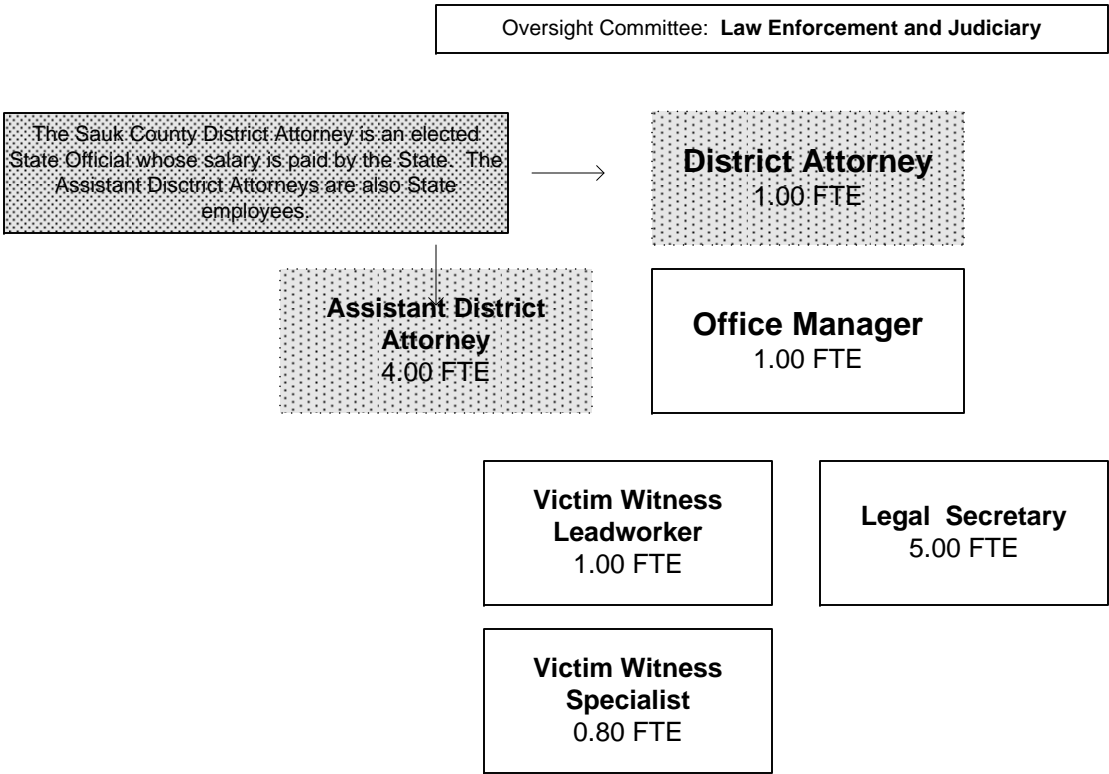 Oversight Committee: Law Enforcement and Judiciary
The Sauk County District Attorney is an elected
State Official whose salary is paid by the State. The
Assistant Disctrict Attorneys are also State
employees.
District Attorney
1.00 FTE
Assistant District
Attorney
4.00 FTE
Office Manager
1.00 FTE
Victim Witness
Leadworker
1.00 FTE
Legal Secretary
5.00 FTE
Victim Witness
Specialist
0.80 FTE